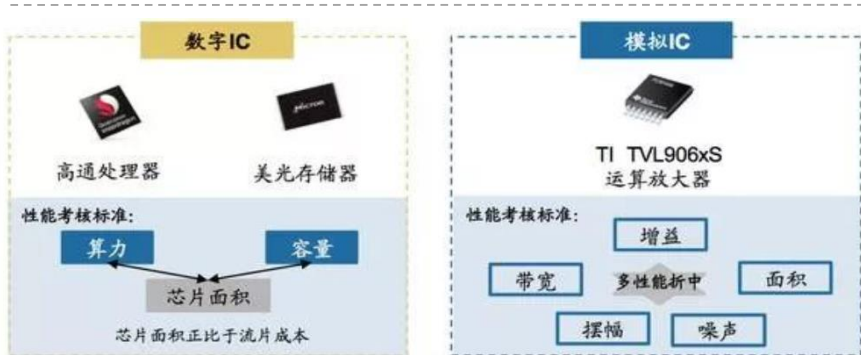 数字IC
Qualcomm
snapdragon
Micron
高通处理器
美光存储器
性能考核标准:
算力
容量
芯片面积
芯片面积正比于流片成本
模拟IC
TI TVL906xS
运算放大器
性能考核标准:
增益
带宽
多性能折中
面积
摆幅
噪声